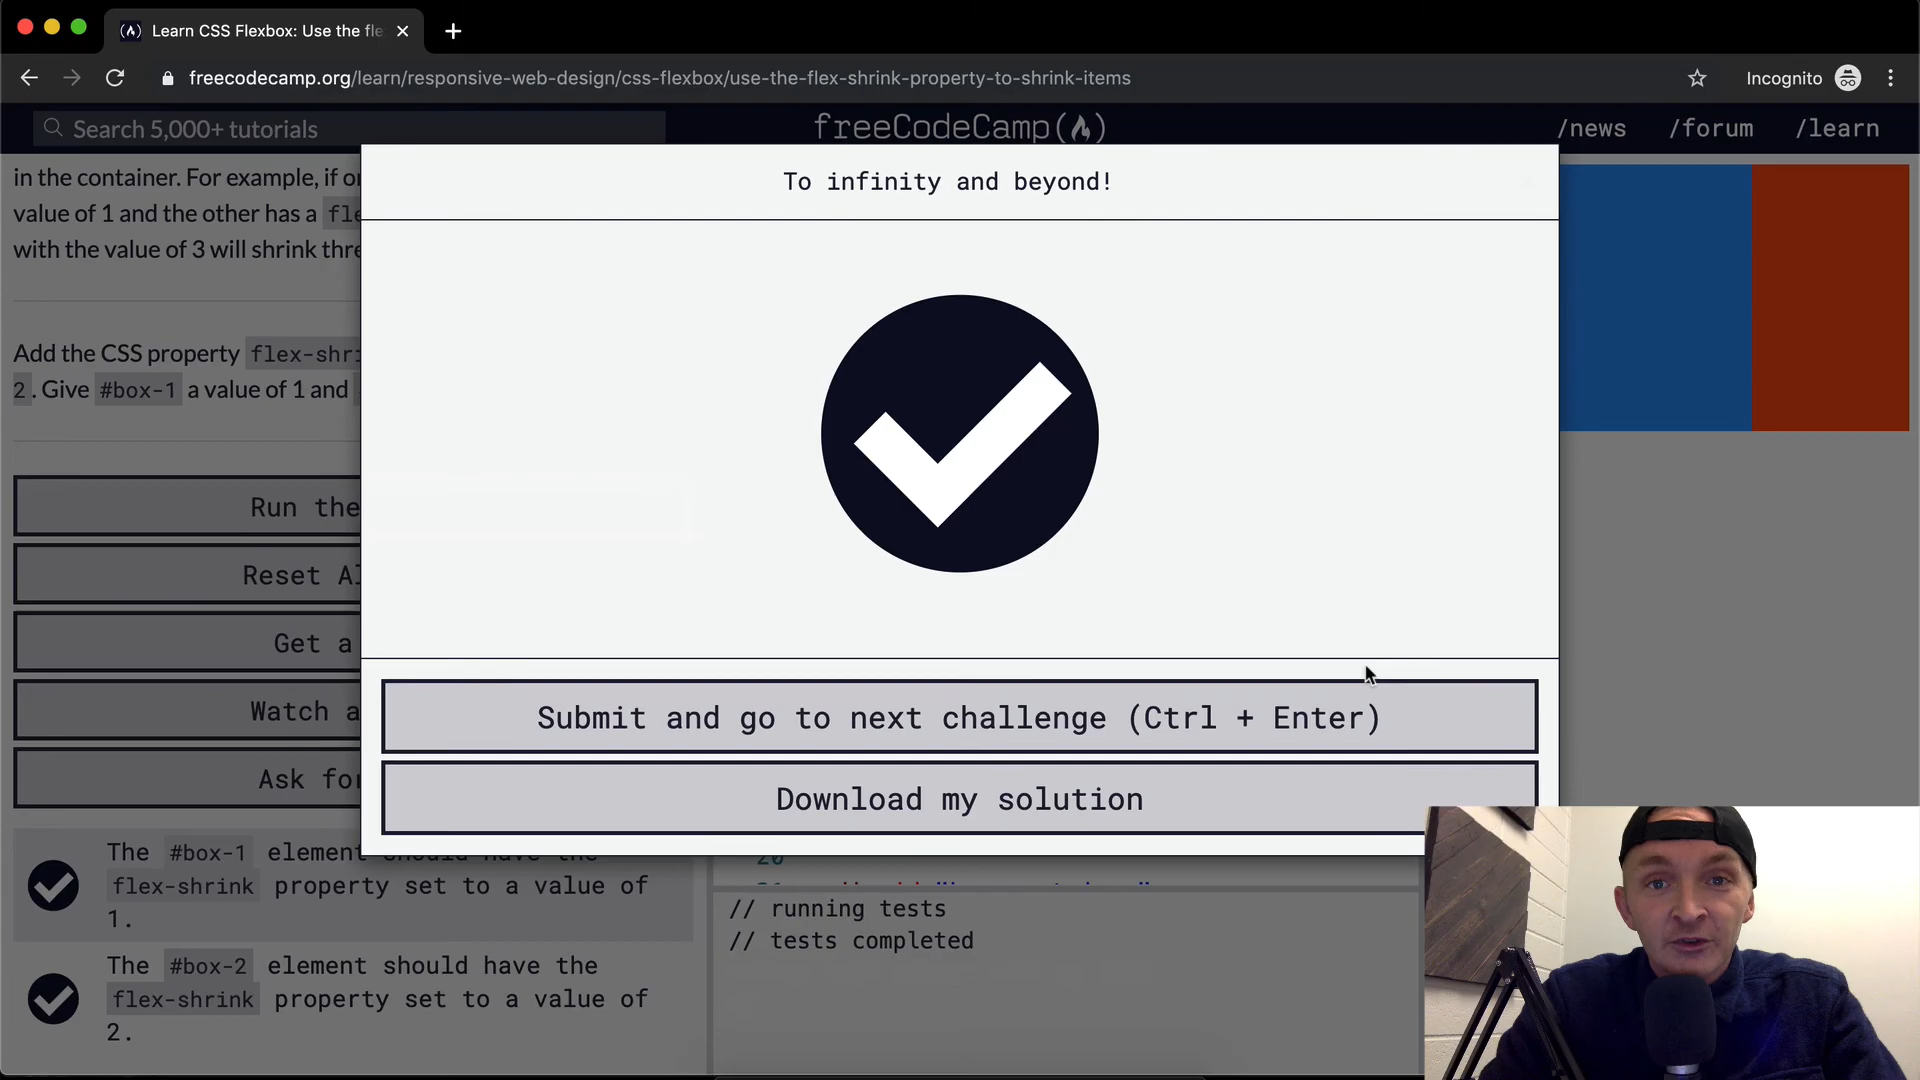 Learn CSS Flexbox: Use the fle
freecodecamp.org/learn/responsive-web-design/css-flexbox/use-the-flex-shrink-property-to-shrink-items
Incognito
Search 5,000+ tutorials
freeCodeCamp
/news /forum /learn
in the container. For example, if
value of 1 and the other has a
with the value of 3 will shrink
Add the CSS property flex-shri
2. Give #box-1 a value of 1 and
Run the
Reset
Get a
Watch
Ask
To infinity and beyond!
Submit and go to next challenge (Ctrl + Enter)
Download my solution
The #box-1 element should have the
flex-shrink property set to a value of
1.
The #box-2 element should have the
flex-shrink property set to a value of
2.
20
// running tests
// tests completed